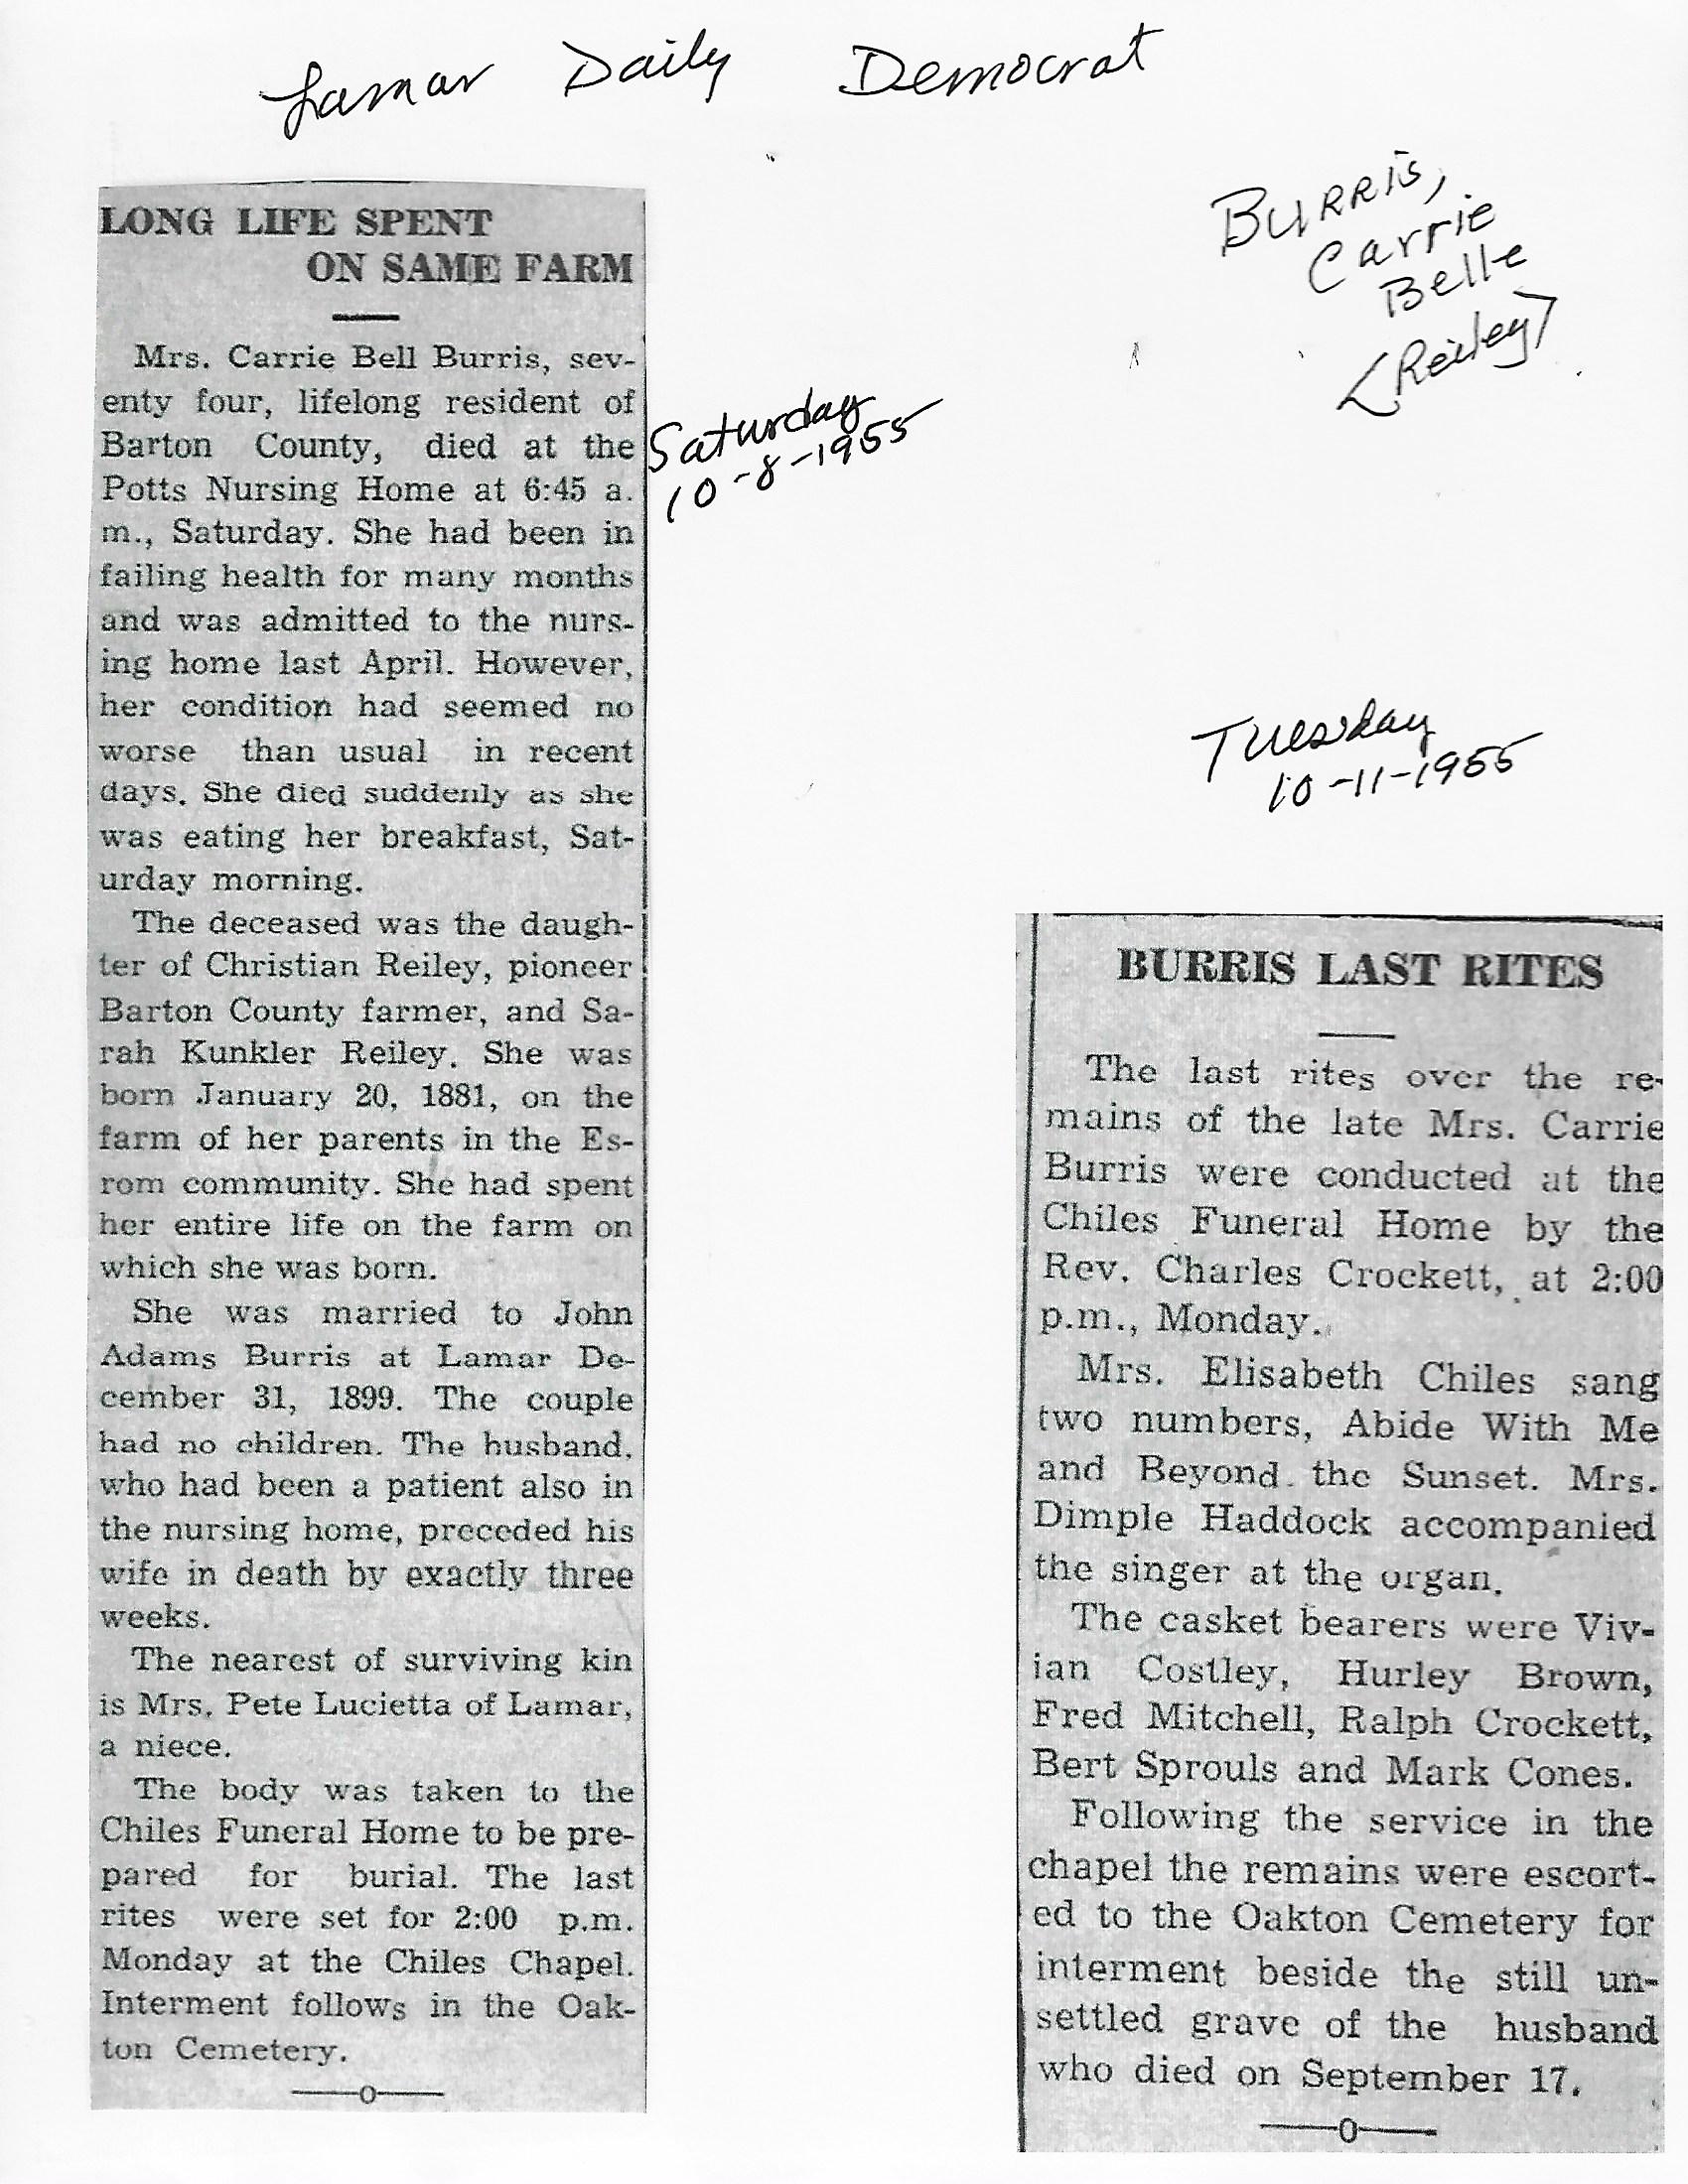 Lamar Daily Democrat
BURRIS,
Carrie
Belle
<Reiley>
LONG LIFE SPENT
ON SAME FARM
Mrs. Carrie Bell Burris, sev-
enty four, lifelong resident of
Barton County, died at the
Potts Nursing Home at 6:45 a.
m., Saturday. She had been in
failing health for many months
and was admitted to the nurs-
ing home last April. However,
her condition had seemed no
worse than usual in recent
days. She died suddenly as she
was eating her breakfast, Sat-
urday morning.
The deceased was the daugh-
ter of Christian Reiley, pioneer
Barton County farmer, and Sa-
rah Kunkler Reiley. She was
born January 20, 1881, on the
farm of her parents in the Es-
rom community. She had spent
her entire life on the farm on
which she was born.
She was married to John
Adams Burris at Lamar De-
cember 31, 1899. The couple
had no children. The husband,
who had been a patient also in
the nursing home, preceded his
wife in death by exactly three
weeks.
The nearest of surviving kin
is Mrs. Pete Lucietta of Lamar,
a niece.
The body was taken to the
Chiles Funeral Home to be pre-
pared for burial. The last
rites were set for 2:00 p.m.
Monday at the Chiles Chapel.
Interment follows in the Oak-
ton Cemetery.
Saturday
10-8-1955
Tuesday
10-11-1955
BURRIS LAST RITES
The last rites over the re-
mains of the late Mrs. Carrie
Burris were conducted at the
Chiles Funeral Home by the
Rev. Charles Crockett, at 2:00
p.m., Monday.
Mrs. Elisabeth Chiles sang
two numbers, Abide With Me
and Beyond the Sunset. Mrs.
Dimple Haddock accompanied
the singer at the organ.
The casket bearers were Viv-
ian Costley, Hurley Brown,
Fred Mitchell, Ralph Crockett,
Bert Sprouls and Mark Cones.
Following the service in the
chapel the remains were escort-
ed to the Oakton Cemetery for
interment beside the still un-
settled grave of the husband
who died on September 17.